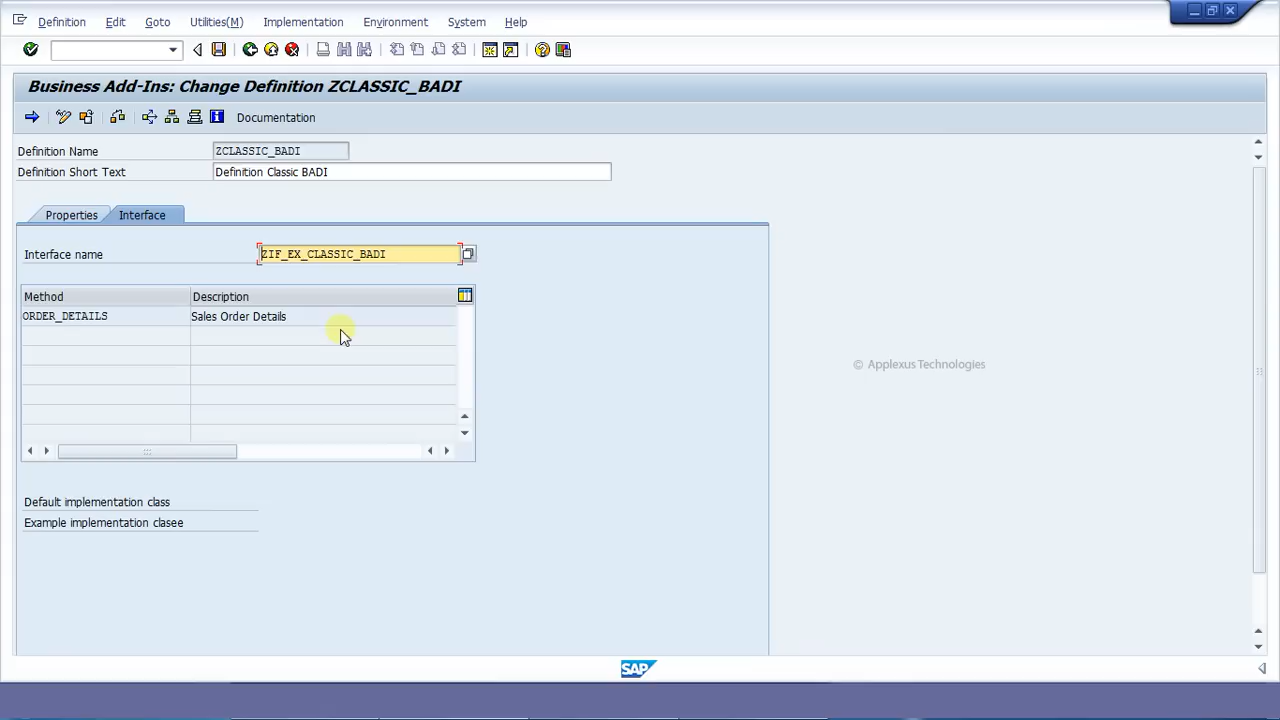 Definition Edit Goto Utilities(M) Implementation Environment System Help
Business Add-Ins: Change Definition ZCLASSIC_BADI
Documentation
Definition Name ZCLASSIC_BADI
Definition Short Text Definition Classic BADI
Properties Interface
Interface name ZIF_EX_CLASSIC_BADI
Method Description
ORDER_DETAILS Sales Order Details
© Applexus Technologies
Default implementation class
Example implementation clasee
SAP